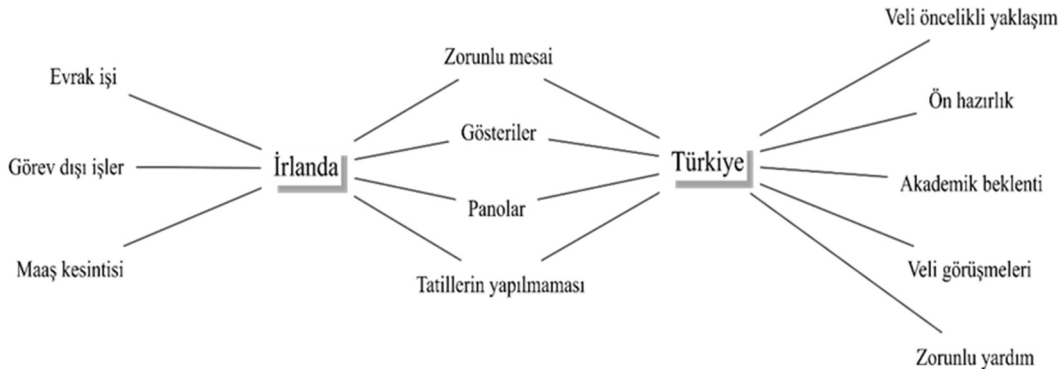 Evrak işi
Görev dışı işler
Maaş kesintisi
İrlanda
Zorunlu mesai
Gösteriler
Panolar
Tatillerin yapılmaması
Türkiye
Veli öncelikli yaklaşım
Ön hazırlık
Akademik beklenti
Veli görüşmeleri
Zorunlu yardım